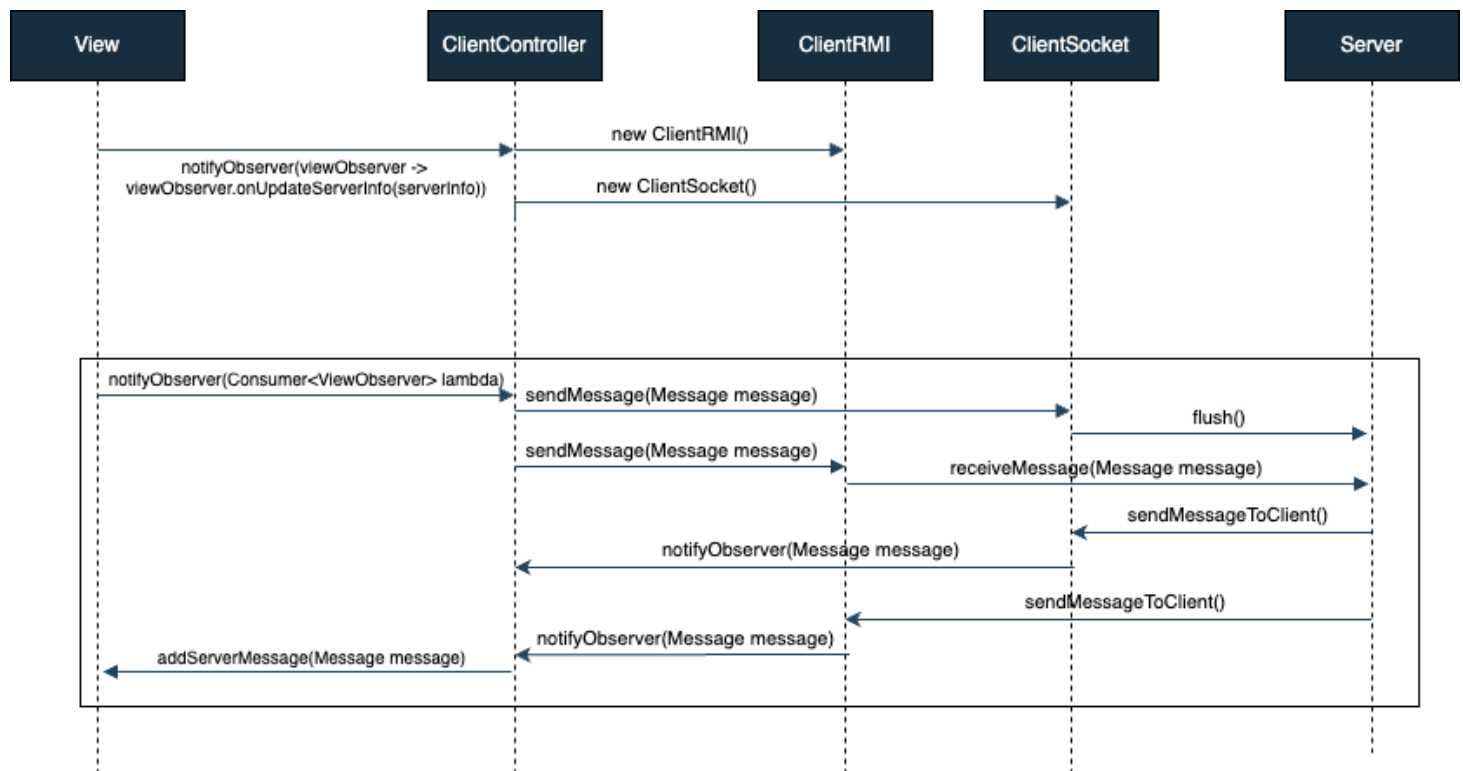 View
ClientController
ClientRMI
ClientSocket
Server
new ClientRMI()
notifyObserver(viewObserver ->
viewObserver.onUpdateServerInfo(serverInfo))
new ClientSocket()
notifyObserver(Consumer<ViewObserver> lambda)
sendMessage(Message message)
flush()
sendMessage(Message message)
receiveMessage(Message message)
sendMessageToClient()
notifyObserver(Message message)
sendMessageToClient()
notifyObserver(Message message)
addServerMessage(Message message)